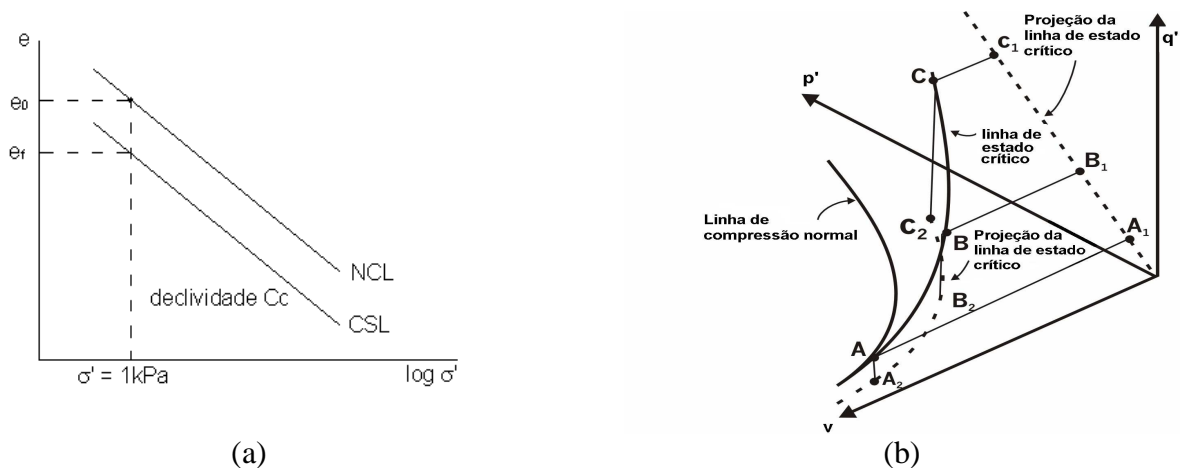 e
e₀
e_f
NCL
declividade Cc
CSL
σ' = 1kPa
log σ'
(a)
Projeção da
linha de estado
crítico
q'
C₁
C
p'
linha de
estado
crítico
B₁
Linha de
compressão normal
C₂
B
Projeção da
linha de estado
crítico
A₁
B₂
A
A₂
v
(b)